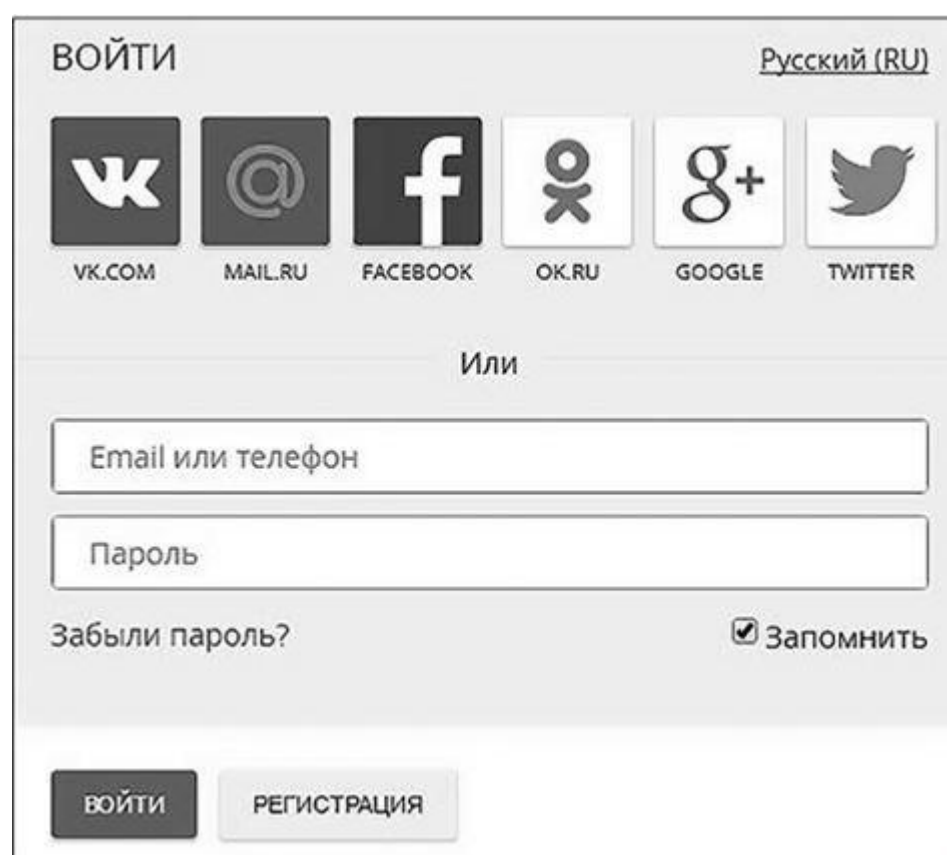 ВОЙТИ
Русский (RU)
VK.COM
MAIL.RU
FACEBOOK
OK.RU
GOOGLE
TWITTER
Или
Email или телефон
Пароль
Забыли пароль?
Запомнить
ВОЙТИ
РЕГИСТРАЦИЯ